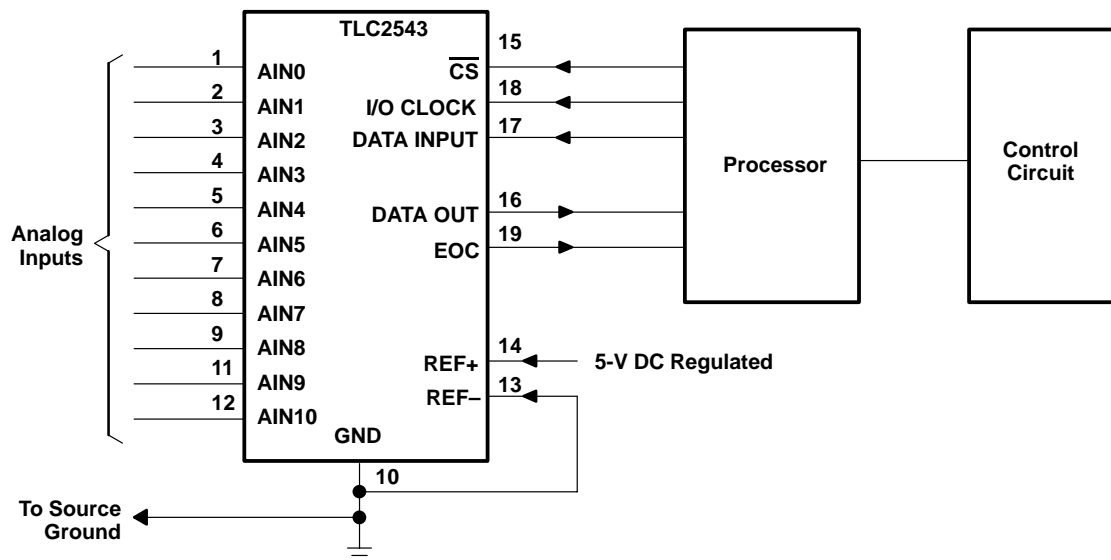 TLC2543
Analog
Inputs
1 AIN0
2 AIN1
3 AIN2
4 AIN3
5 AIN4
6 AIN5
7 AIN6
8 AIN7
9 AIN8
11 AIN9
12 AIN10
CS 15
I/O CLOCK 18
DATA INPUT 17
DATA OUT 16
EOC 19
REF+ 14 5-V DC Regulated
REF– 13
GND
10
To Source
Ground
Processor
Control
Circuit